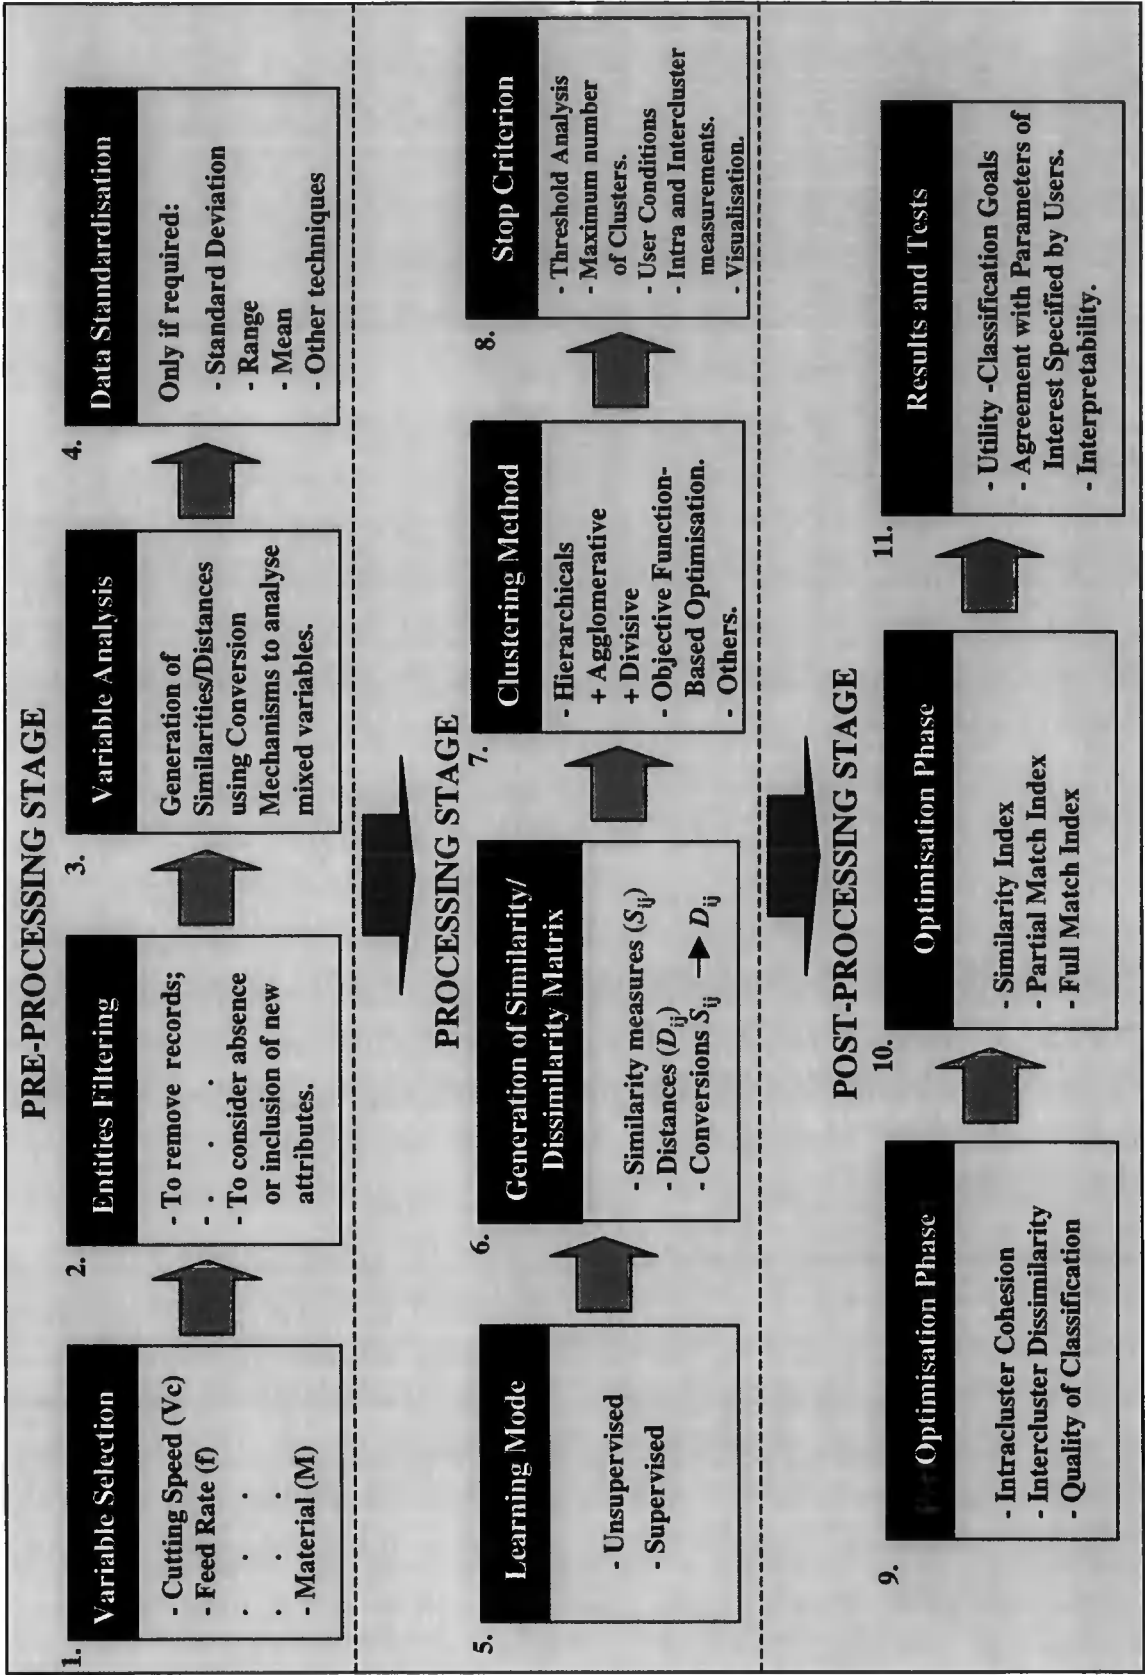 PRE-PROCESSING STAGE
1.
Variable Selection
- Cutting Speed (Vc)
- Feed Rate (f)
. . .
. . .
- Material (M)
2.
Entities Filtering
- To remove records;
- . . .
- To consider absence
or inclusion of new
attributes.
3.
Variable Analysis
Generation of
Similarities/Distances
using Conversion
Mechanisms to analyse
mixed variables.
4.
Data Standardisation
Only if required:
- Standard Deviation
- Range
- Mean
- Other techniques
PROCESSING STAGE
5.
Learning Mode
- Unsupervised
- Supervised
6.
Generation of Similarity/
Dissimilarity Matrix
- Similarity measures (Sij)
- Distances (Dij)
- Conversions Sij → Dij
7.
Clustering Method
- Hierarchicals
+ Agglomerative
+ Divisive
- Objective Function-
Based Optimisation.
- Others.
8.
Stop Criterion
- Threshold Analysis
- Maximum number
of Clusters.
- User Conditions
- Intra and Intercluster
measurements.
- Visualisation.
POST-PROCESSING STAGE
9.
Optimisation Phase
- Intracluster Cohesion
- Intercluster Dissimilarity
- Quality of Classification
10.
Optimisation Phase
- Similarity Index
- Partial Match Index
- Full Match Index
11.
Results and Tests
- Utility -Classification Goals
- Agreement with Parameters of
Interest Specified by Users.
- Interpretability.